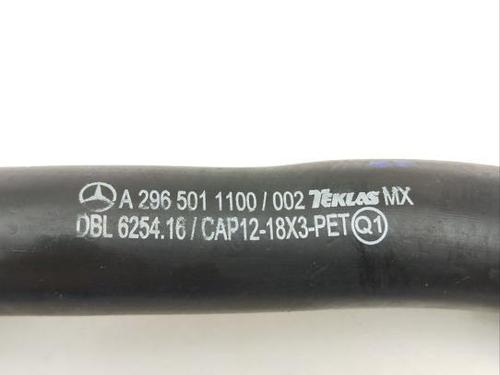 A 296 501 1100 / 002 TEKLAS MX
DBL 6254.16 / CAP12-18X3-PET Q1